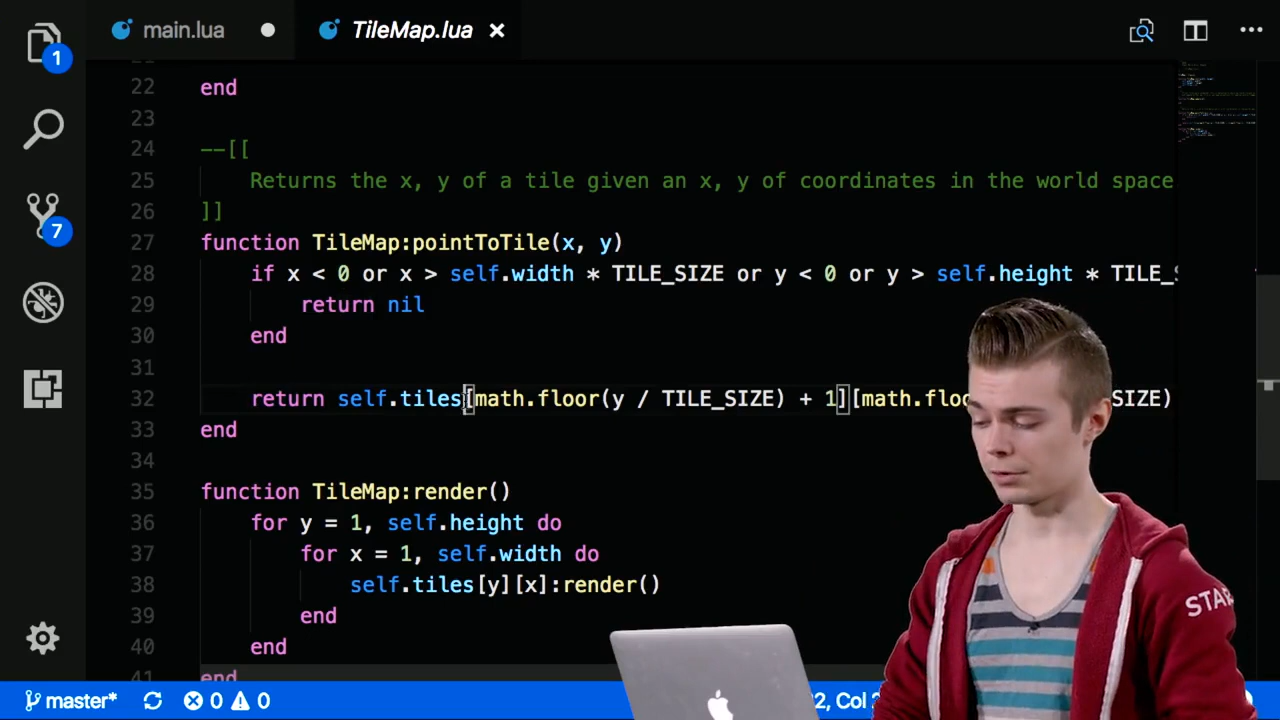 main.lua
TileMap.lua
1
22 end
23
24 --[[
25 Returns the x, y of a tile given an x, y of coordinates in the world space
26 ]]
27 function TileMap:pointToTile(x, y)
28 if x < 0 or x > self.width * TILE_SIZE or y < 0 or y > self.height * TILE_S
29 return nil
30 end
31
32 return self.tiles[math.floor(y / TILE_SIZE) + 1][math.floo SIZE)
33 end
34
35 function TileMap:render()
36 for y = 1, self.height do
37 for x = 1, self.width do
38 self.tiles[y][x]:render()
39 end
40 end
41 end
7
STAR
master* 0 0 2, Col